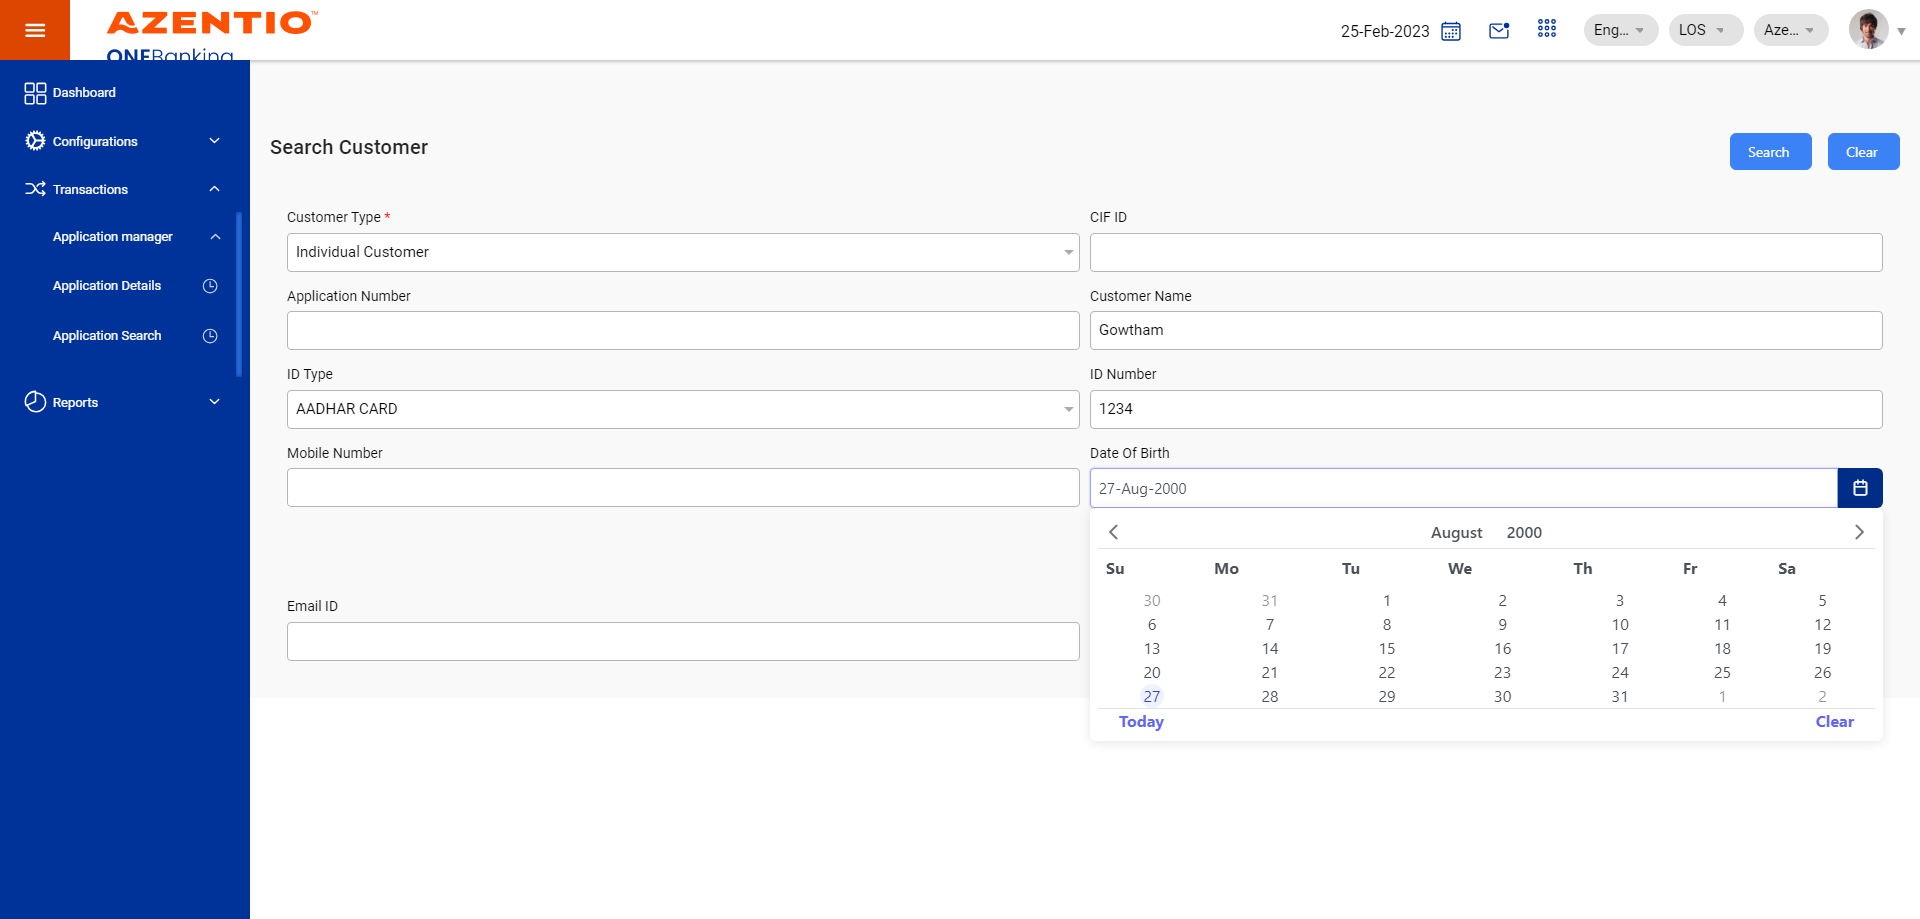 AZENTIO™
ONEBanking
25-Feb-2023
Eng...
LOS
Aze...
Dashboard
Configurations
Transactions
Application manager
Application Details
Application Search
Reports
Search Customer
Search
Clear
Customer Type *
CIF ID
Individual Customer
Application Number
Customer Name
Gowtham
ID Type
ID Number
AADHAR CARD
1234
Mobile Number
Date Of Birth
27-Aug-2000
August 2000
Su Mo Tu We Th Fr Sa
30 31 1 2 3 4 5
6 7 8 9 10 11 12
13 14 15 16 17 18 19
20 21 22 23 24 25 26
27 28 29 30 31 1 2
Today
Clear
Email ID